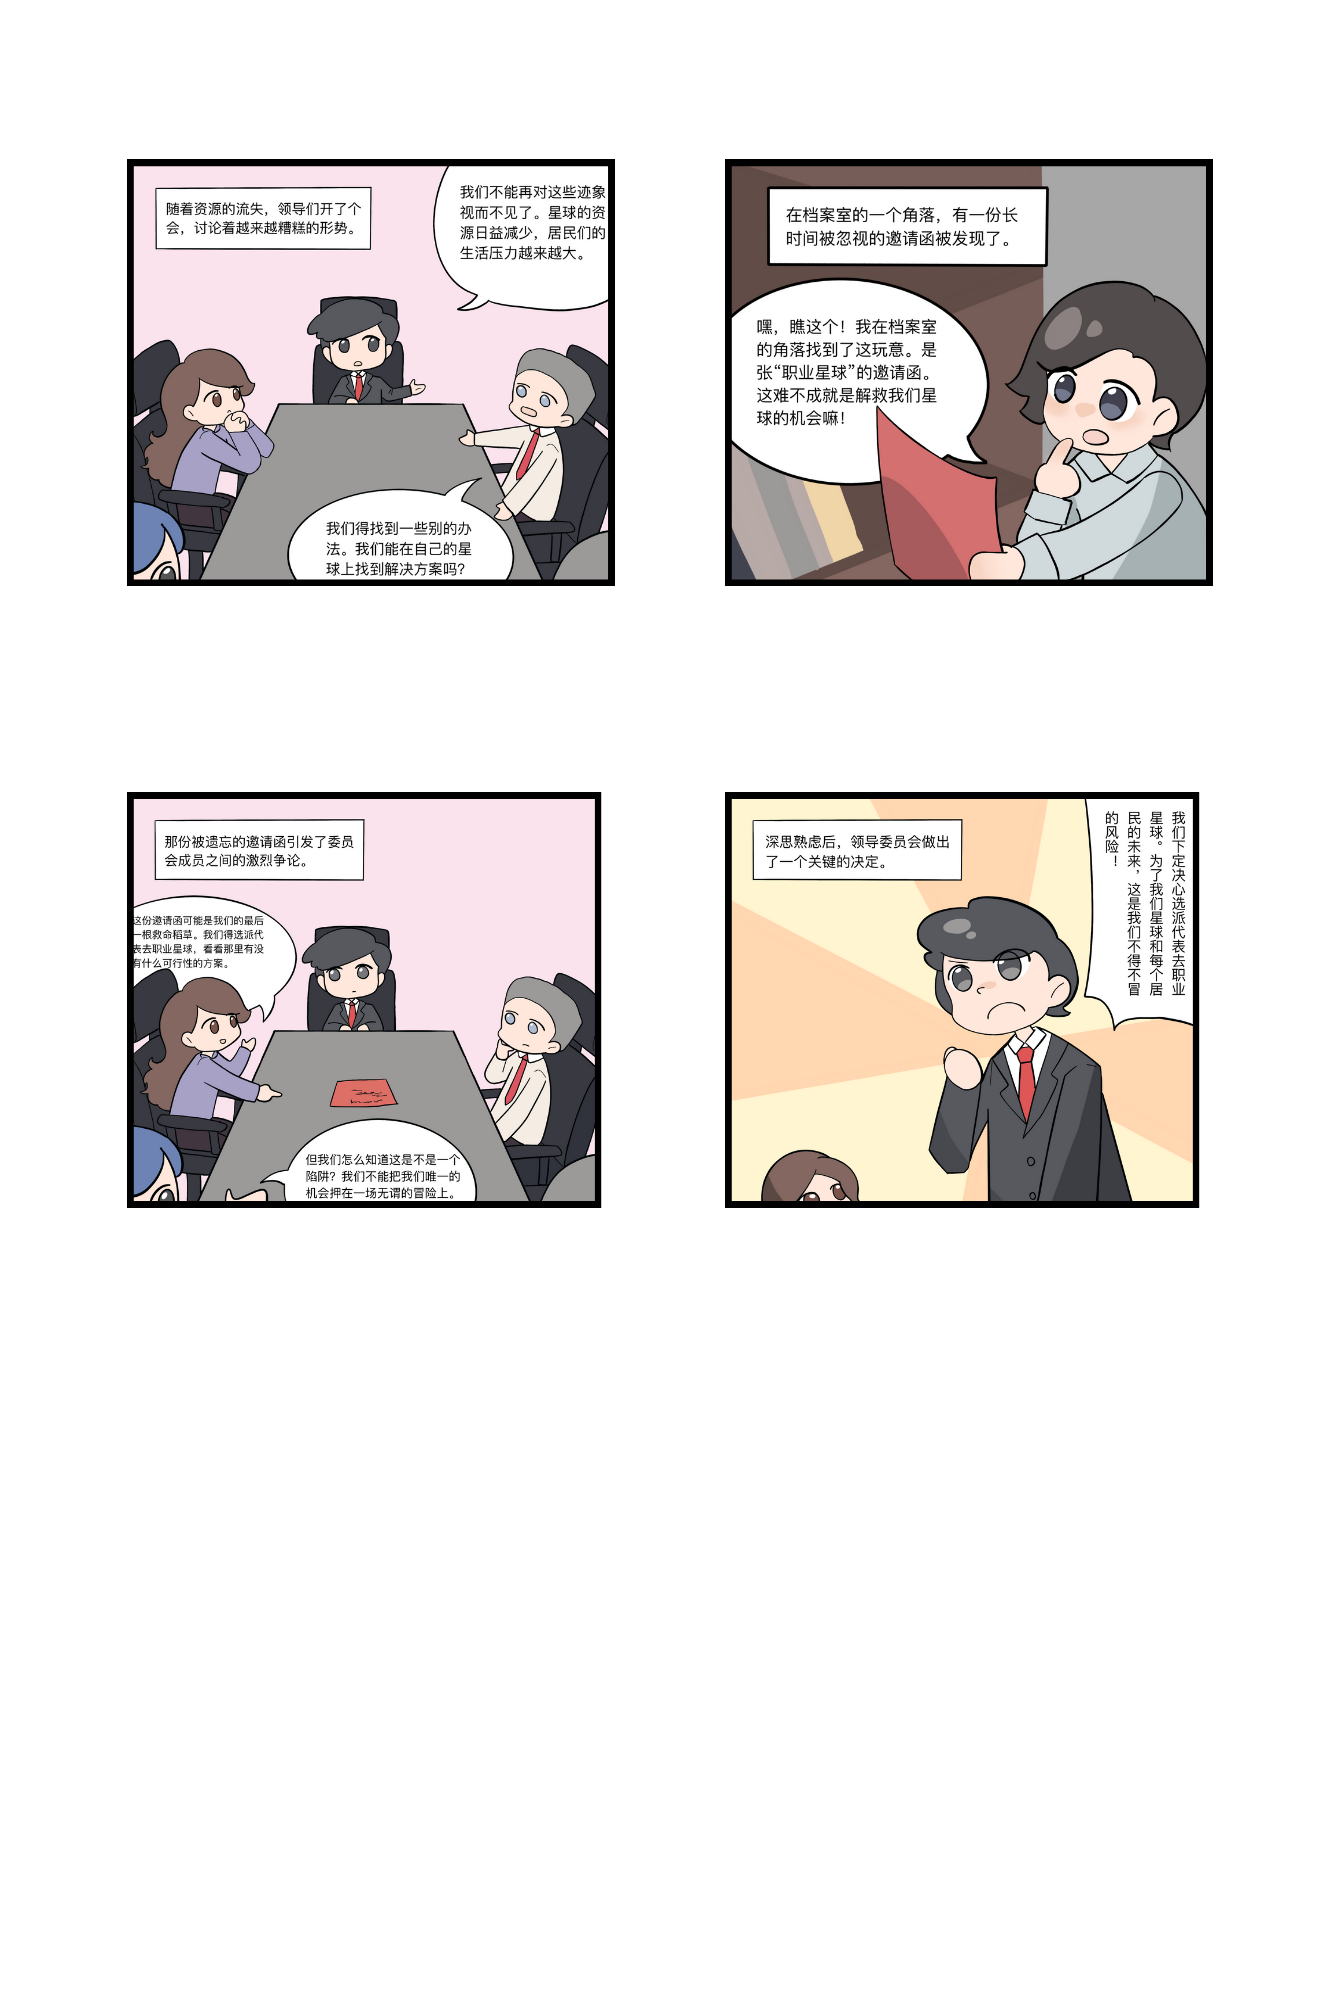 随着资源的流失，领导们开了个
会，讨论着越来越糟糕的形势。
我们不能再对这些迹象
视而不见了。星球的资
源日益减少，居民们的
生活压力越来越大。
我们得找到一些别的办
法。我们能在自己的星
球上找到解决方案吗？
在档案室的一个角落，有一份长
时间被忽视的邀请函被发现了。
嘿，瞧这个！我在档案室
的角落找到了这玩意。是
张“职业星球”的邀请函。
这难不成就是解救我们星
球的机会嘛！
那份被遗忘的邀请函引发了委员
会成员之间的激烈争论。
这份邀请函可能是我们的最后
一根救命稻草。我们得选派代
表去职业星球，看看那里有没
有什么可行性的方案。
但我们怎么知道这是不是一个
陷阱？我们不能把我们唯一的
机会押在一场无谓的冒险上。
深思熟虑后，领导委员会做出
了一个关键的决定。
我们下定决心选派代表去职业
星球。为了我们星球和每个居
民的未来，这是我们不得不冒
的风险！